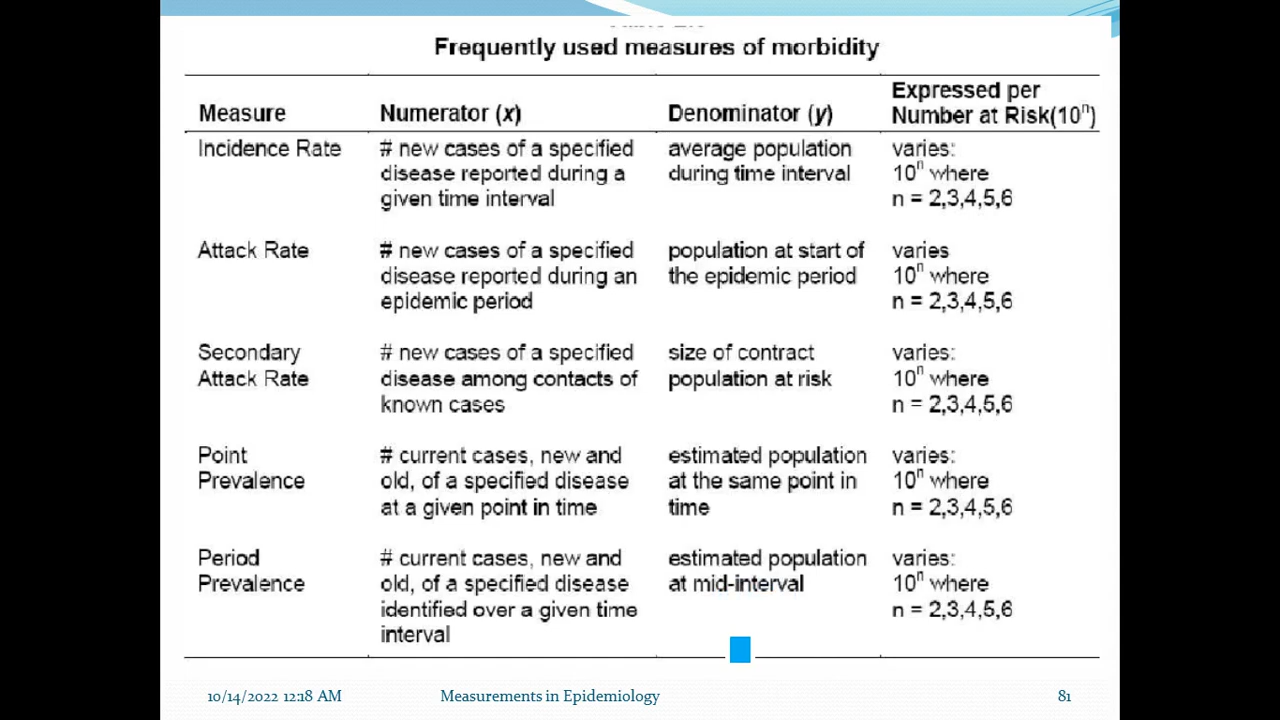 Frequently used measures of morbidity
Measure Numerator (x) Denominator (y) Expressed per Number at Risk(10ⁿ)
Incidence Rate # new cases of a specified average population varies:
disease reported during a during time interval 10ⁿ where
given time interval n = 2,3,4,5,6
Attack Rate # new cases of a specified population at start of varies
disease reported during an the epidemic period 10ⁿ where
epidemic period n = 2,3,4,5,6
Secondary # new cases of a specified size of contract varies:
Attack Rate disease among contacts of population at risk 10ⁿ where
known cases n = 2,3,4,5,6
Point # current cases, new and estimated population varies:
Prevalence old, of a specified disease at the same point in 10ⁿ where
at a given point in time time n = 2,3,4,5,6
Period # current cases, new and estimated population varies:
Prevalence old, of a specified disease at mid-interval 10ⁿ where
identified over a given time n = 2,3,4,5,6
interval
10/14/2022 12:18 AM Measurements in Epidemiology 81